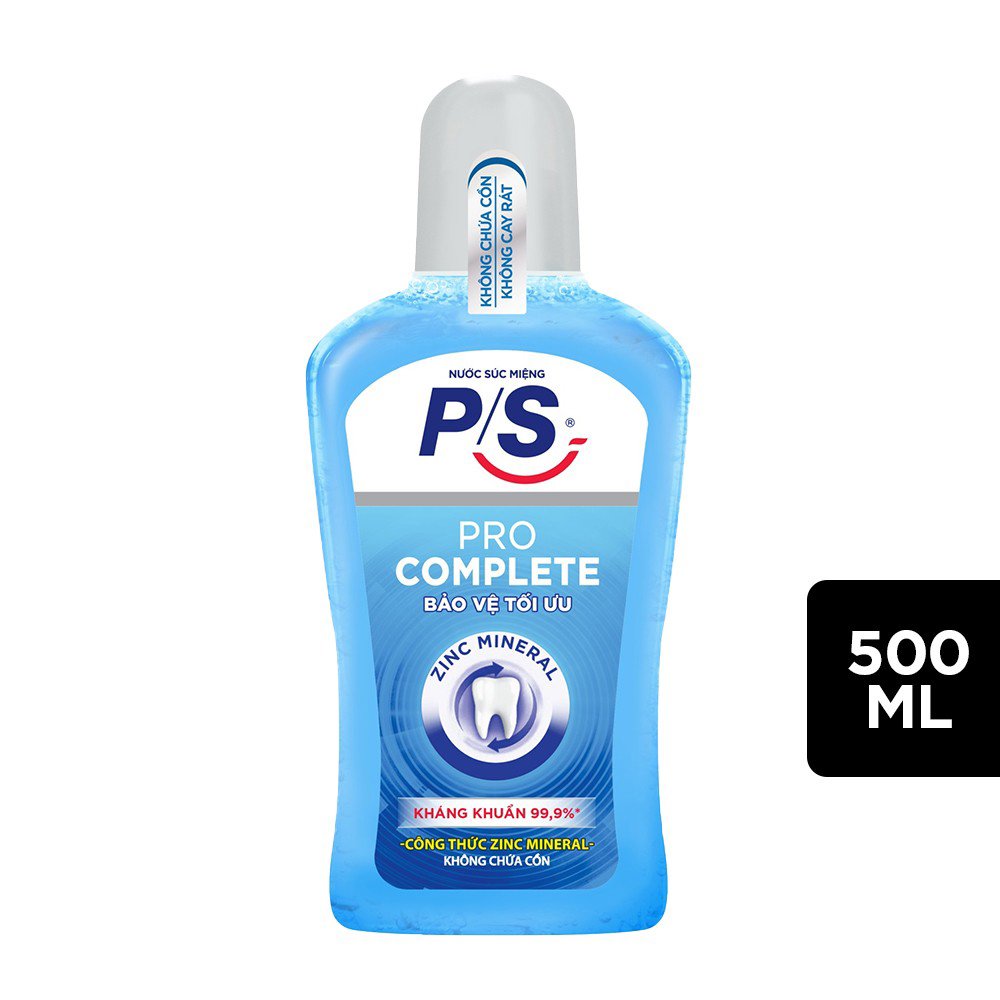 KHÔNG CHỨA CỒN
KHÔNG CAY RÁT
NƯỚC SÚC MIỆNG
P/S®
PRO
COMPLETE
BẢO VỆ TỐI ƯU
ZINC MINERAL
KHÁNG KHUẨN 99,9%*
-CÔNG THỨC ZINC MINERAL-
KHÔNG CHỨA CỒN
500
ML